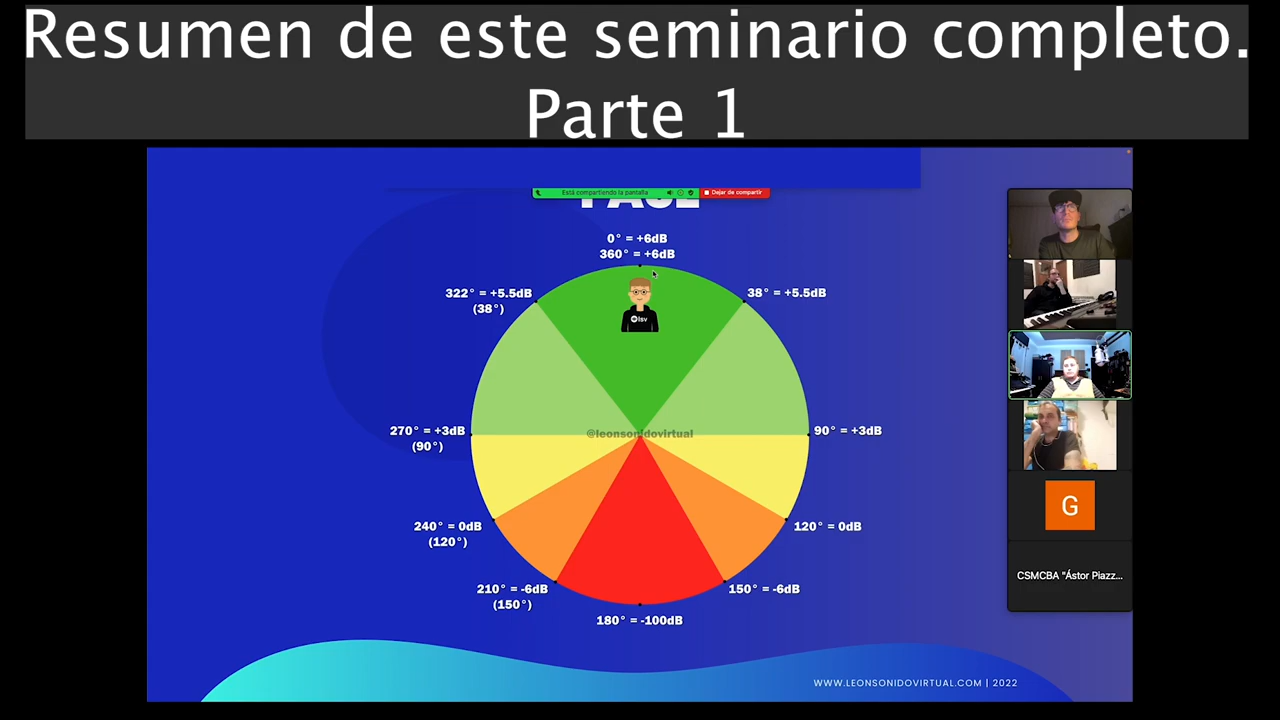 Resumen de este seminario completo.
Parte 1
Está compartiendo la pantalla
Dejar de compartir
0° = +6dB
360° = +6dB
322° = +5.5dB
(38°)
38° = +5.5dB
lsv
270° = +3dB
(90°)
@leonsonidovirtual
90° = +3dB
240° = 0dB
(120°)
120° = 0dB
210° = -6dB
(150°)
150° = -6dB
180° = -100dB
G
CSMCBA "Ástor Piazz...
WWW.LEONSONIDOVIRTUAL.COM | 2022